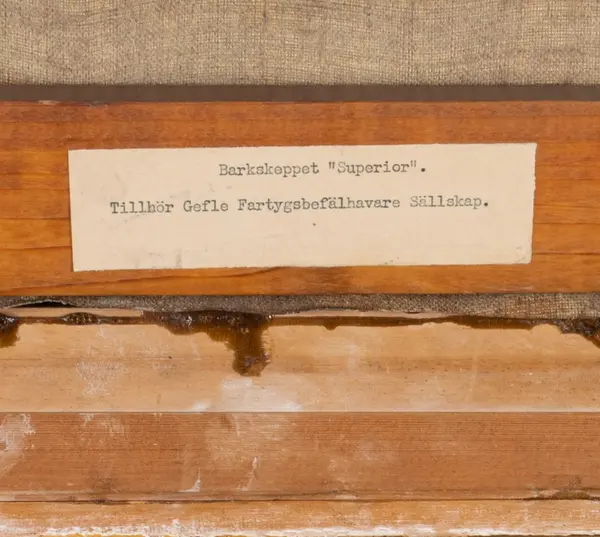 Barkskeppet "Superior".
Tillhör Gefle Fartygsbefälhavare Sällskap.